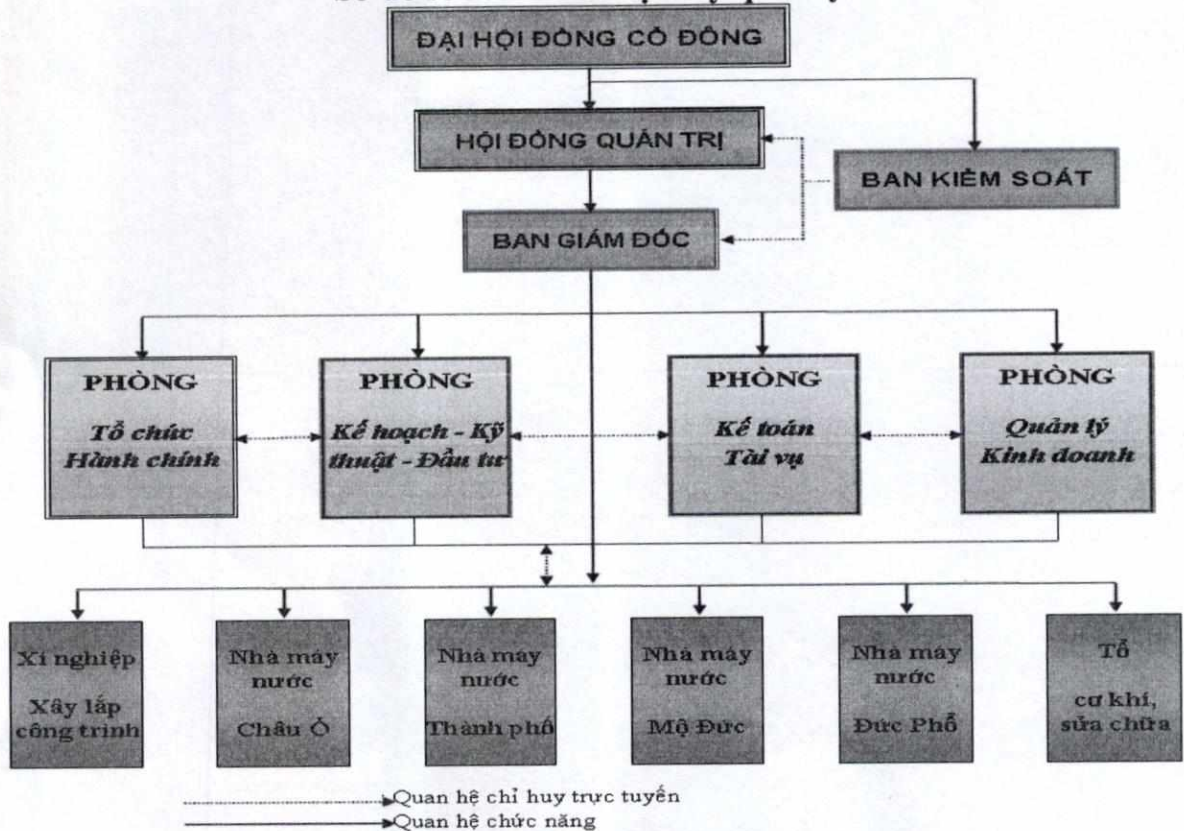 ĐẠI HỘI ĐỒNG CỔ ĐÔNG
HỘI ĐỒNG QUẢN TRỊ
BAN KIỂM SOÁT
BAN GIÁM ĐỐC
PHÒNG
Tổ chức
Hành chính
PHÒNG
Kế hoạch - Kỹ
thuật - Đầu tư
PHÒNG
Kế toán
Tài vụ
PHÒNG
Quản lý
Kinh doanh
Xí nghiệp
Xây lắp
công trình
Nhà máy
nước
Châu Ổ
Nhà máy
nước
Thành phố
Nhà máy
nước
Mộ Đức
Nhà máy
nước
Đức Phổ
Tổ
cơ khí,
sửa chữa
Quan hệ chỉ huy trực tuyến
Quan hệ chức năng